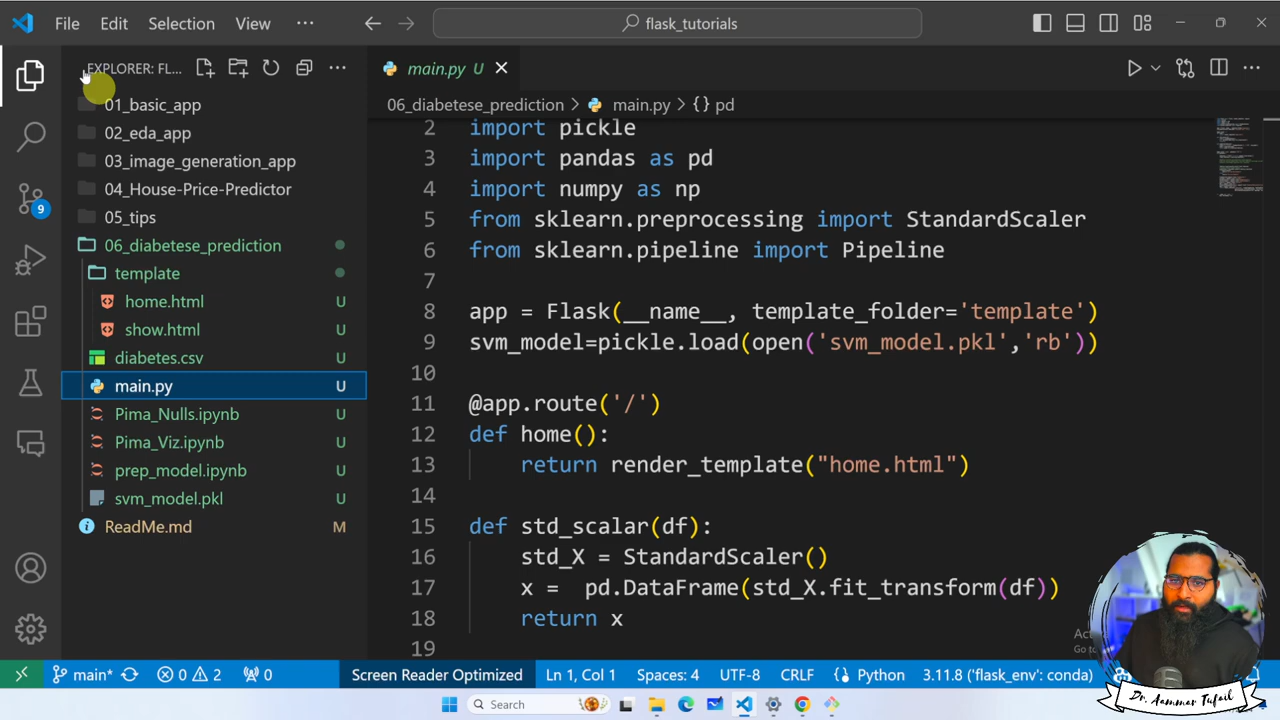 File Edit Selection View ··· flask_tutorials
EXPLORER: FL...
01_basic_app
02_eda_app
03_image_generation_app
04_House-Price-Predictor
05_tips
06_diabetese_prediction
template
home.html U
show.html U
diabetes.csv U
main.py U
Pima_Nulls.ipynb U
Pima_Viz.ipynb U
prep_model.ipynb U
svm_model.pkl U
ReadMe.md M
9
main.py U
06_diabetese_prediction > main.py > {} pd
2 import pickle
3 import pandas as pd
4 import numpy as np
5 from sklearn.preprocessing import StandardScaler
6 from sklearn.pipeline import Pipeline
7
8 app = Flask(__name__, template_folder='template')
9 svm_model=pickle.load(open('svm_model.pkl','rb'))
10
11 @app.route('/')
12 def home():
13 return render_template("home.html")
14
15 def std_scalar(df):
16 std_X = StandardScaler()
17 x =  pd.DataFrame(std_X.fit_transform(df))
18 return x
19
Dr. Aammar Tufail
main* 0 2 0 Screen Reader Optimized Ln 1, Col 1 Spaces: 4 UTF-8 CRLF Python 3.11.8 ('flask_env': conda)
Search